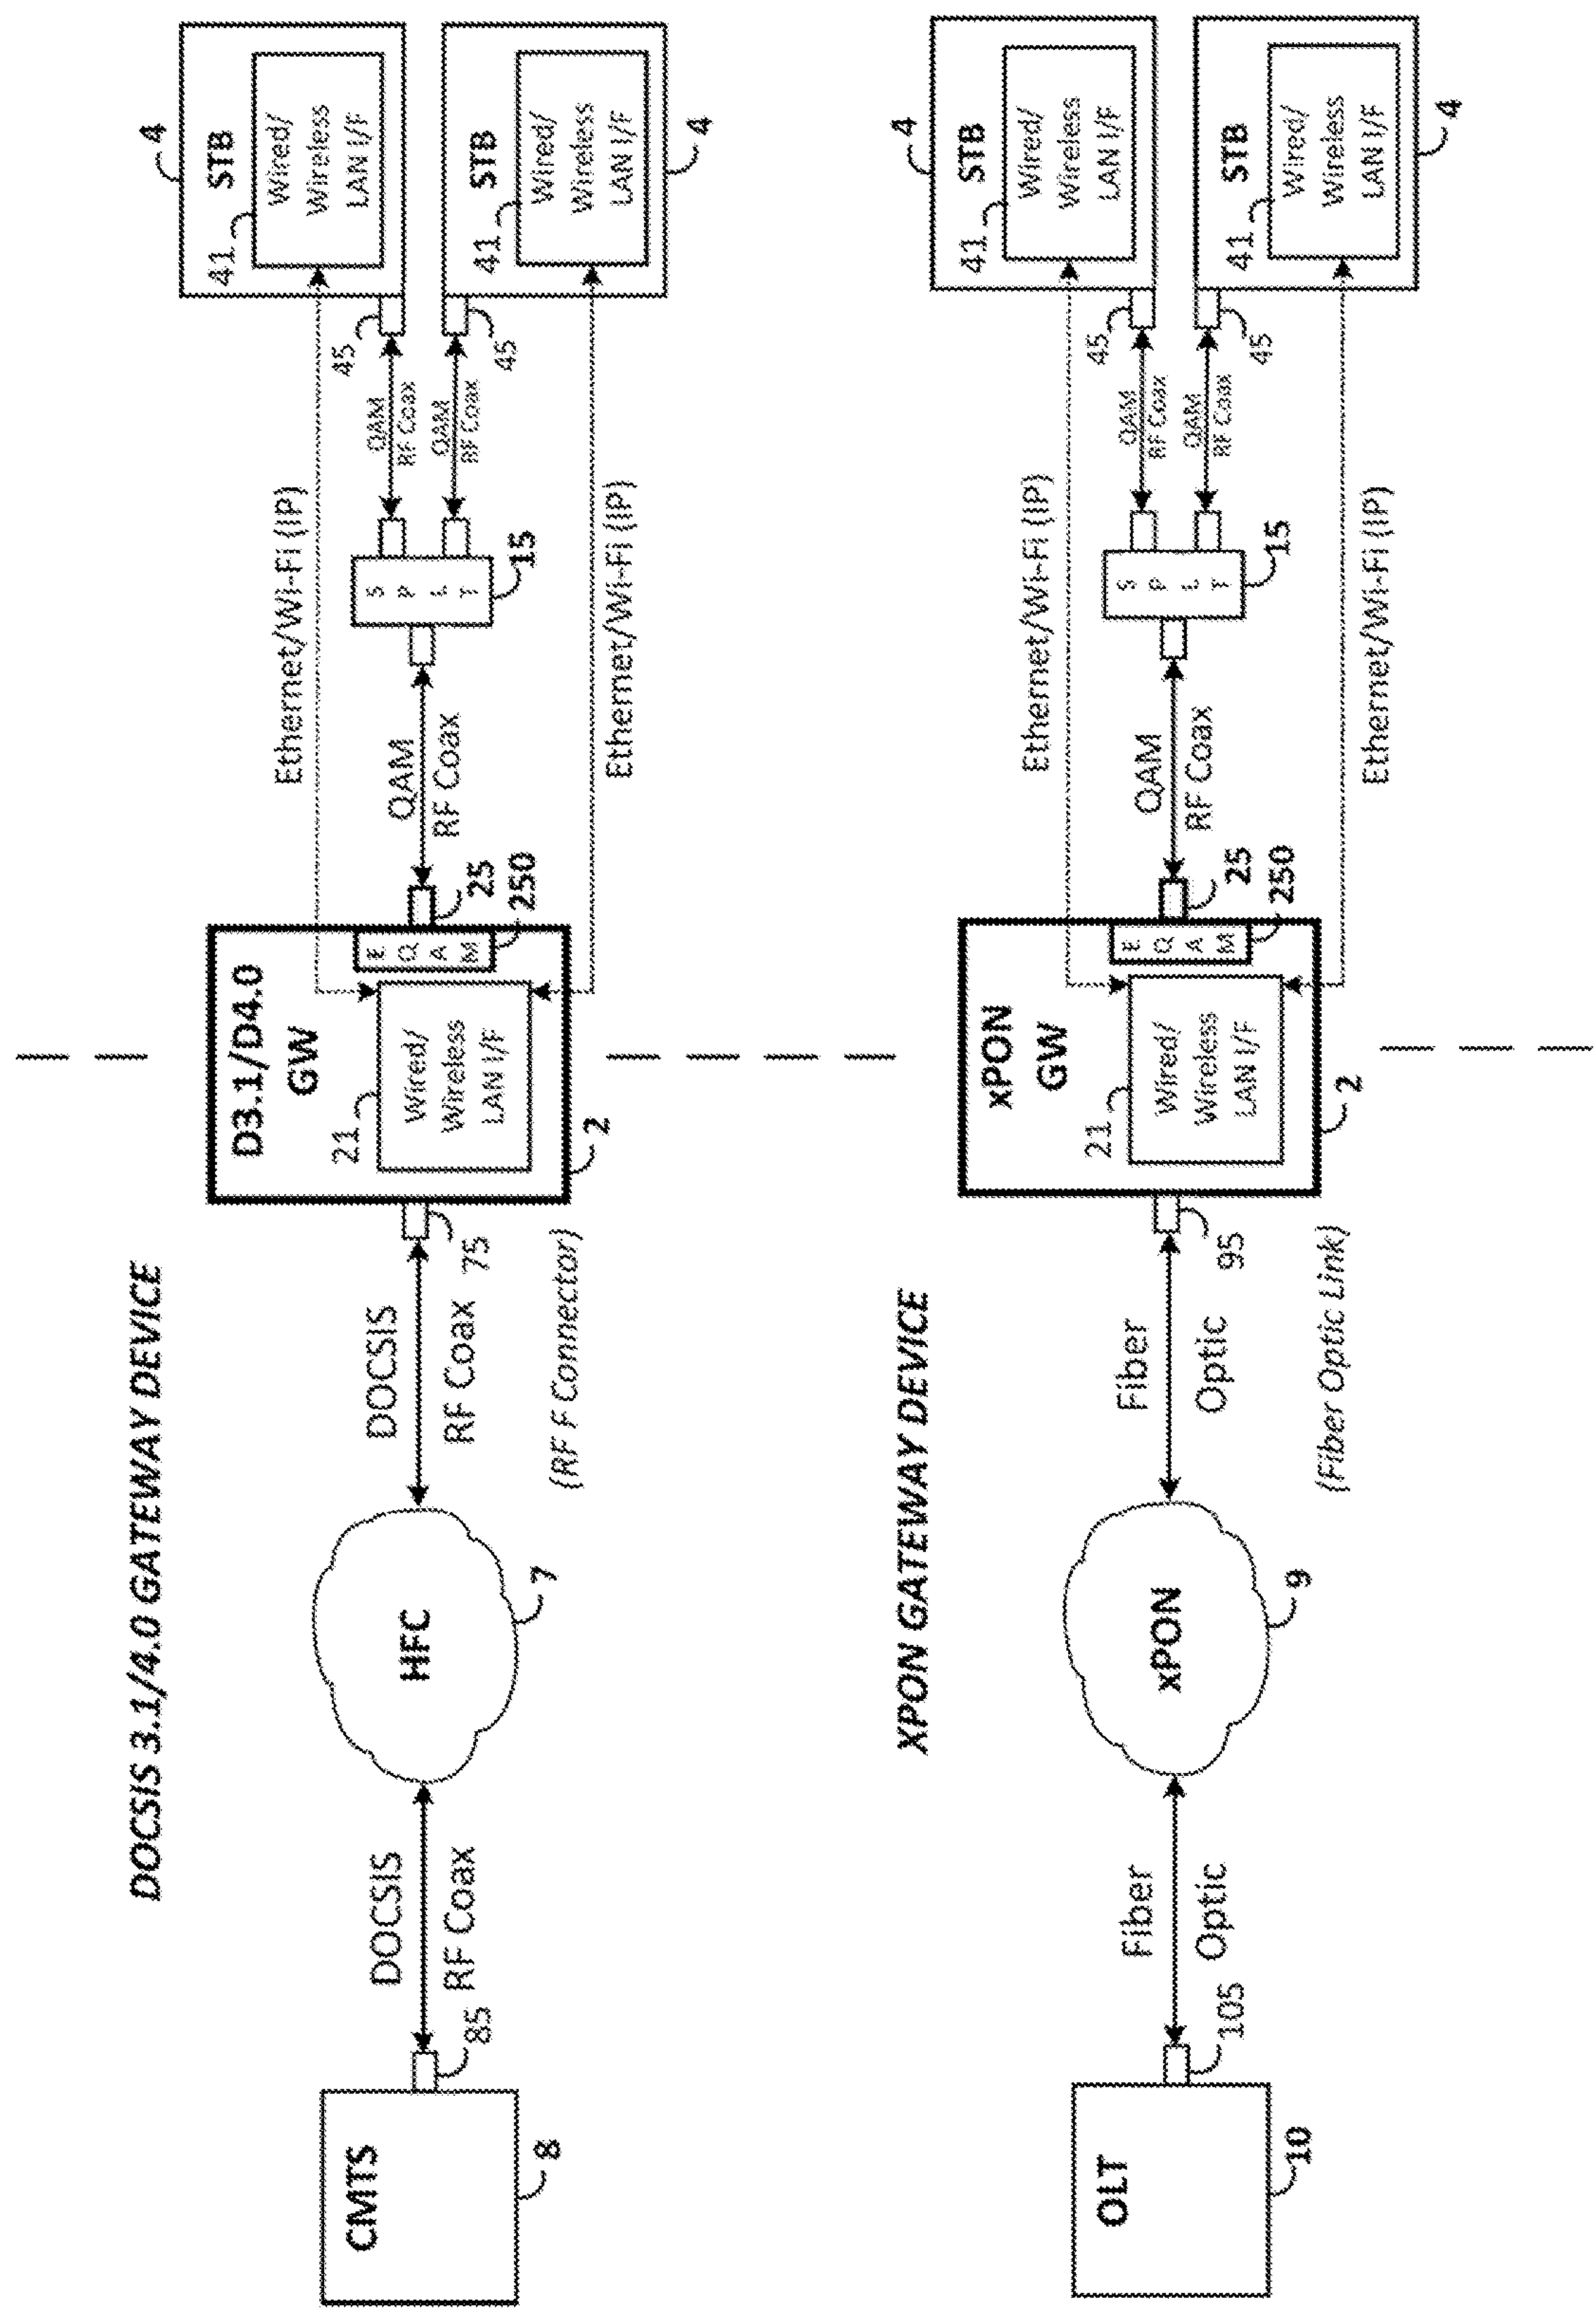 DOCSIS 3.1/4.0 GATEWAY DEVICE
CMTS
8
85
DOCSIS
RF Coax
HFC
7
DOCSIS
RF Coax
75
(RF F Connector)
D3.1/D4.0
GW
21
Wired/
Wireless
LAN I/F
2
E
Q
A
M
25
250
QAM
RF Coax
Ethernet/Wi-Fi (IP)
Ethernet/Wi-Fi (IP)
S
P
L
T
15
QAM
RF Coax
QAM
RF Coax
45
45
4
STB
41
Wired/
Wireless
LAN I/F
STB
41
Wired/
Wireless
LAN I/F
4
XPON GATEWAY DEVICE
OLT
10
105
Fiber
Optic
xPON
9
Fiber
Optic
95
(Fiber Optic Link)
xPON
GW
21
Wired/
Wireless
LAN I/F
2
E
Q
A
M
25
250
QAM
RF Coax
Ethernet/Wi-Fi (IP)
Ethernet/Wi-Fi (IP)
S
P
L
T
15
QAM
RF Coax
QAM
RF Coax
45
45
4
STB
41
Wired/
Wireless
LAN I/F
STB
41
Wired/
Wireless
LAN I/F
4